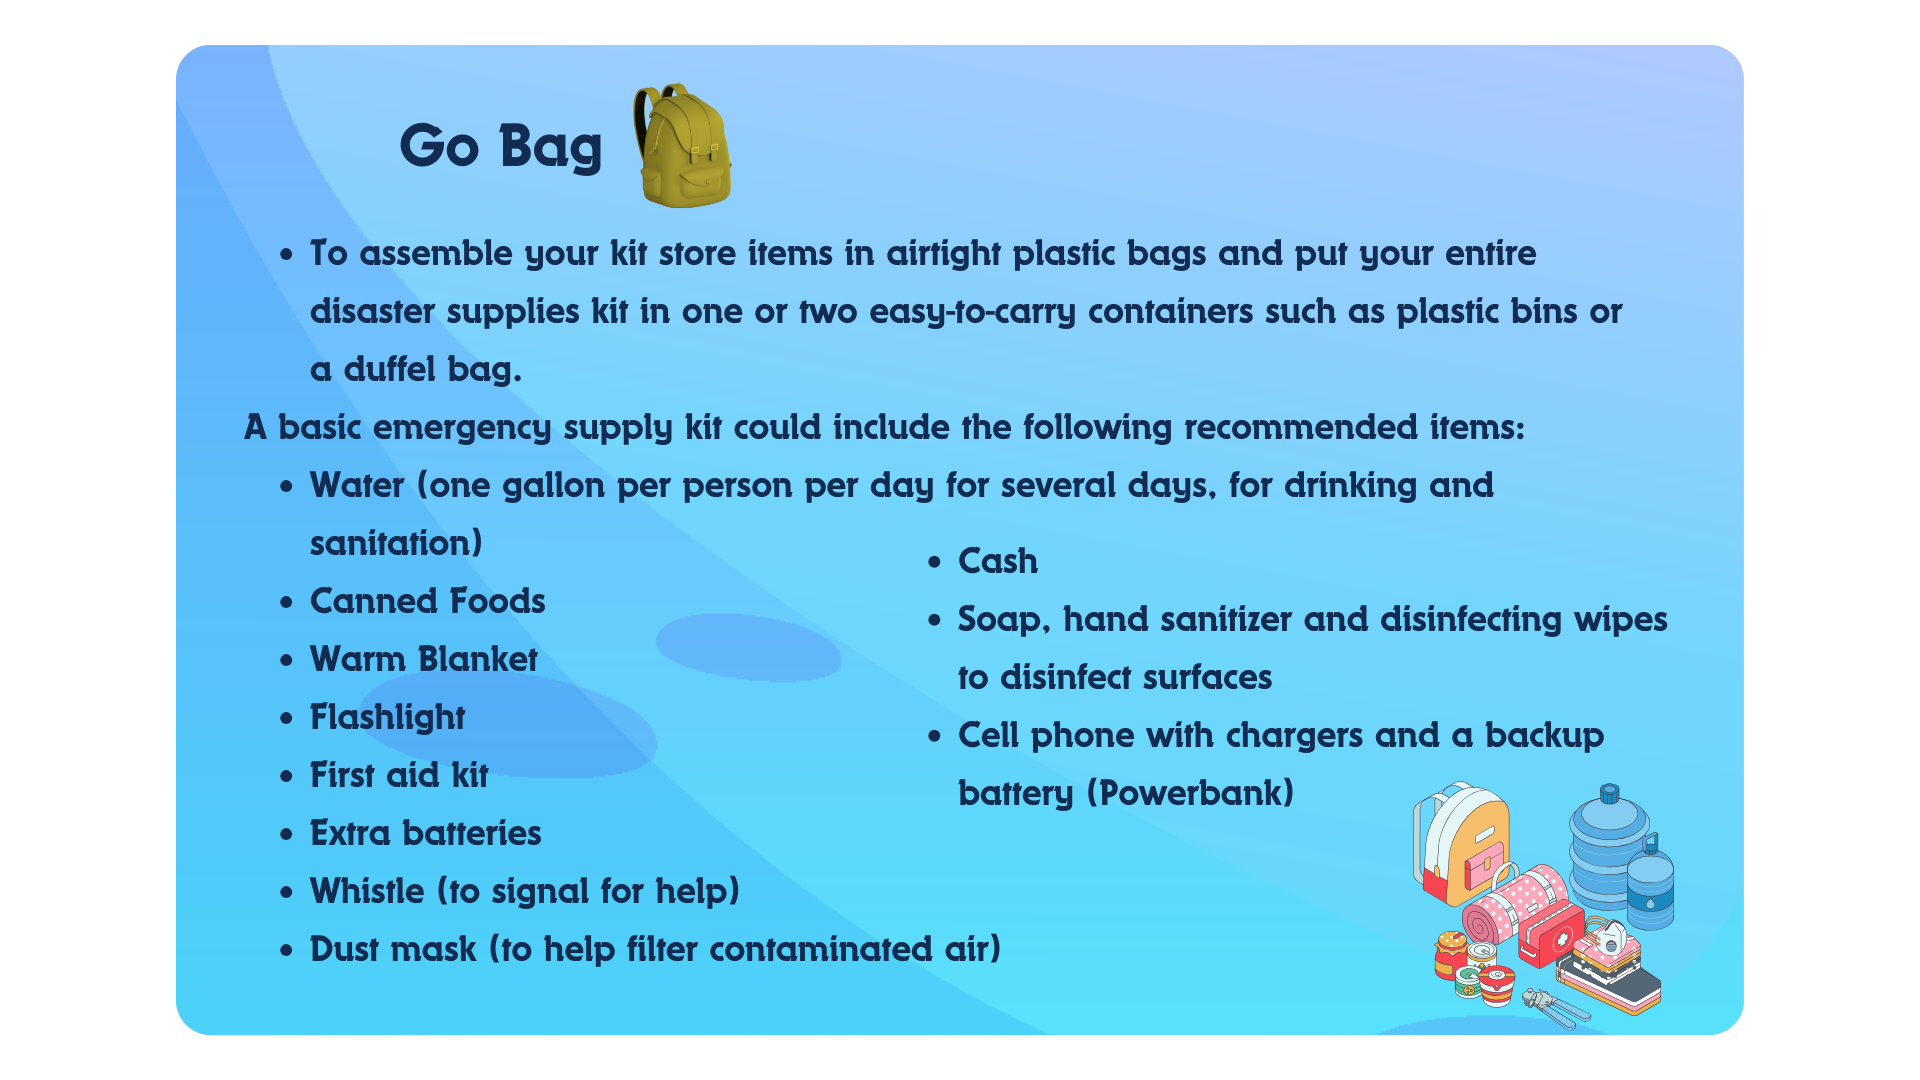 Go Bag
• To assemble your kit store items in airtight plastic bags and put your entire
disaster supplies kit in one or two easy-to-carry containers such as plastic bins or
a duffel bag.
A basic emergency supply kit could include the following recommended items:
• Water (one gallon per person per day for several days, for drinking and
sanitation)
• Canned Foods
• Warm Blanket
• Flashlight
• First aid kit
• Extra batteries
• Whistle (to signal for help)
• Dust mask (to help filter contaminated air)
• Cash
• Soap, hand sanitizer and disinfecting wipes
to disinfect surfaces
• Cell phone with chargers and a backup
battery (Powerbank)